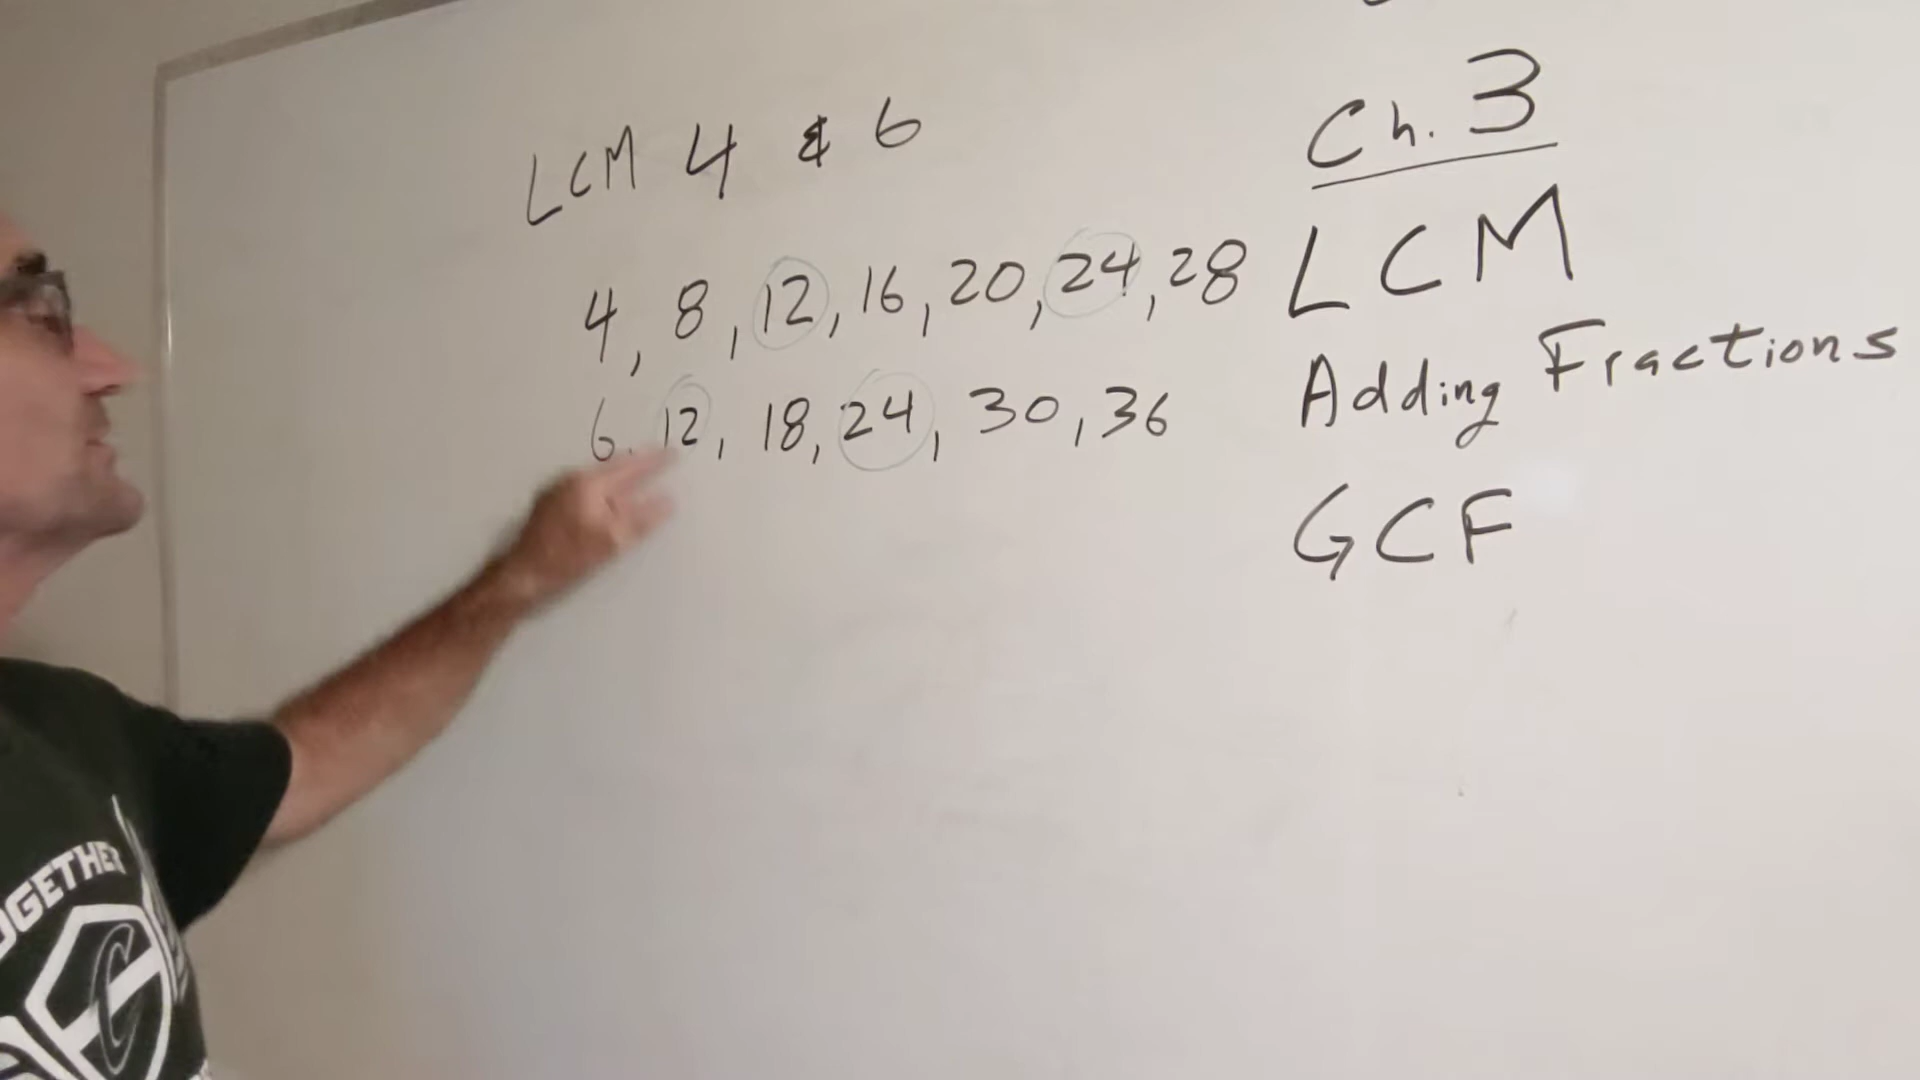 LCM 4 & 6
4, 8, 12, 16, 20, 24, 28
6, 12, 18, 24, 30, 36
Ch. 3
LCM
Adding Fractions
GCF
OGETHER